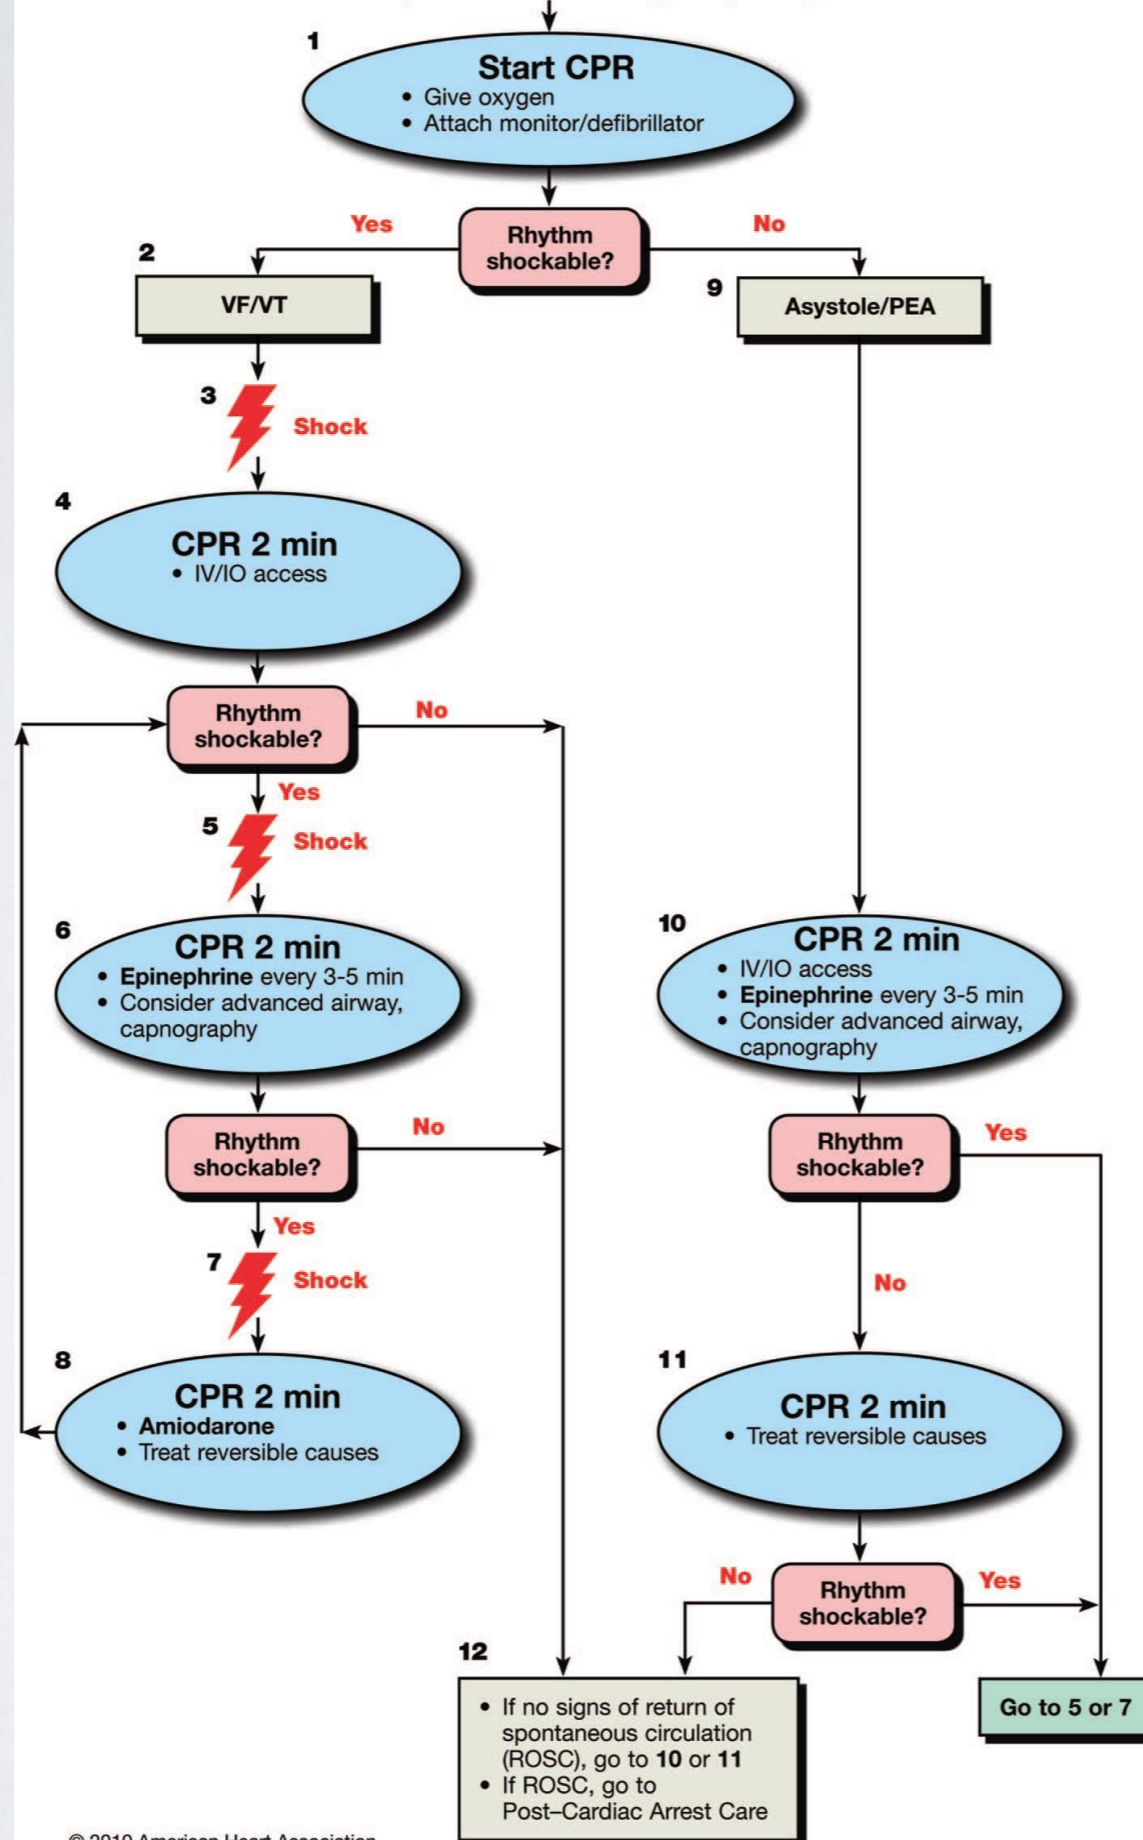 1
Start CPR
• Give oxygen
• Attach monitor/defibrillator
Rhythm
shockable?
Yes
No
2
VF/VT
9
Asystole/PEA
3
Shock
4
CPR 2 min
• IV/IO access
Rhythm
shockable?
No
Yes
5
Shock
6
CPR 2 min
• Epinephrine every 3-5 min
• Consider advanced airway,
capnography
10
CPR 2 min
• IV/IO access
• Epinephrine every 3-5 min
• Consider advanced airway,
capnography
Rhythm
shockable?
No
Yes
Rhythm
shockable?
Yes
No
7
Shock
8
CPR 2 min
• Amiodarone
• Treat reversible causes
11
CPR 2 min
• Treat reversible causes
Rhythm
shockable?
No
Yes
12
• If no signs of return of
spontaneous circulation
(ROSC), go to 10 or 11
• If ROSC, go to
Post–Cardiac Arrest Care
Go to 5 or 7
American Heart Association